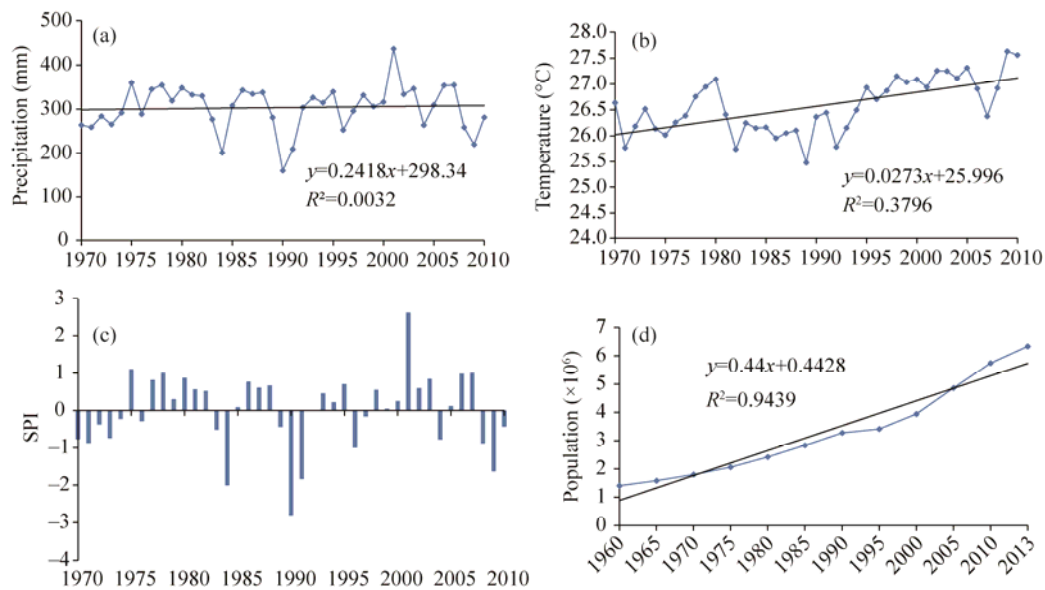 (a)
Precipitation (mm)
500
400
300
200
100
0
y=0.2418x+298.34
R²=0.0032
1970 1975 1980 1985 1990 1995 2000 2005 2010
(b)
Temperature (°C)
28.0
27.5
27.0
26.5
26.0
25.5
25.0
24.5
24.0
y=0.0273x+25.996
R²=0.3796
1970 1975 1980 1985 1990 1995 2000 2005 2010
(c)
SPI
3
2
1
0
−1
−2
−3
−4
1970 1975 1980 1985 1990 1995 2000 2005 2010
(d)
Population (×10⁶)
7
6
5
4
3
2
1
0
y=0.44x+0.4428
R²=0.9439
1960 1965 1970 1975 1980 1985 1990 1995 2000 2005 2010 2013